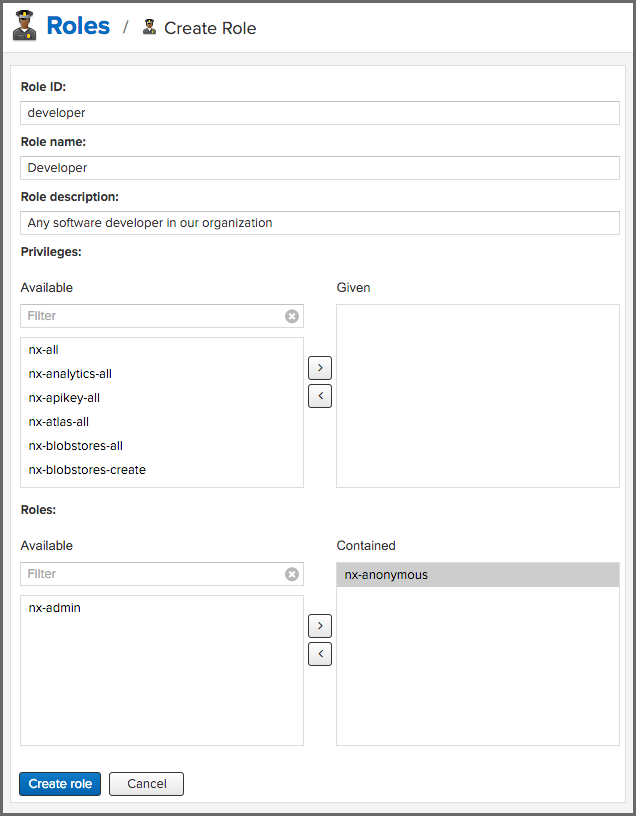 Roles / Create Role
Role ID:
developer
Role name:
Developer
Role description:
Any software developer in our organization
Privileges:
Available
Given
Filter
nx-all
nx-analytics-all
nx-apikey-all
nx-atlas-all
nx-blobstores-all
nx-blobstores-create
Roles:
Available
Contained
Filter
nx-admin
nx-anonymous
Create role
Cancel